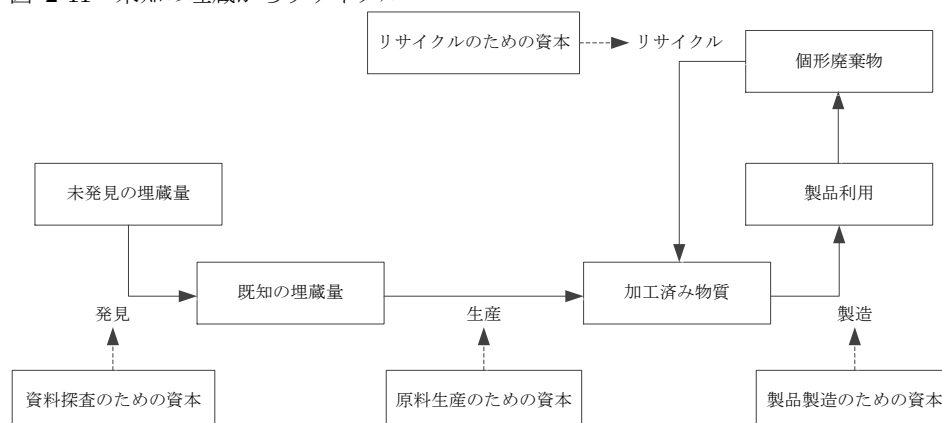 リサイクルのための資本
リサイクル
個形廃棄物
未発見の埋蔵量
製品利用
既知の埋蔵量
加工済み物質
発見
生産
製造
資料探査のための資本
原料生産のための資本
製品製造のための資本